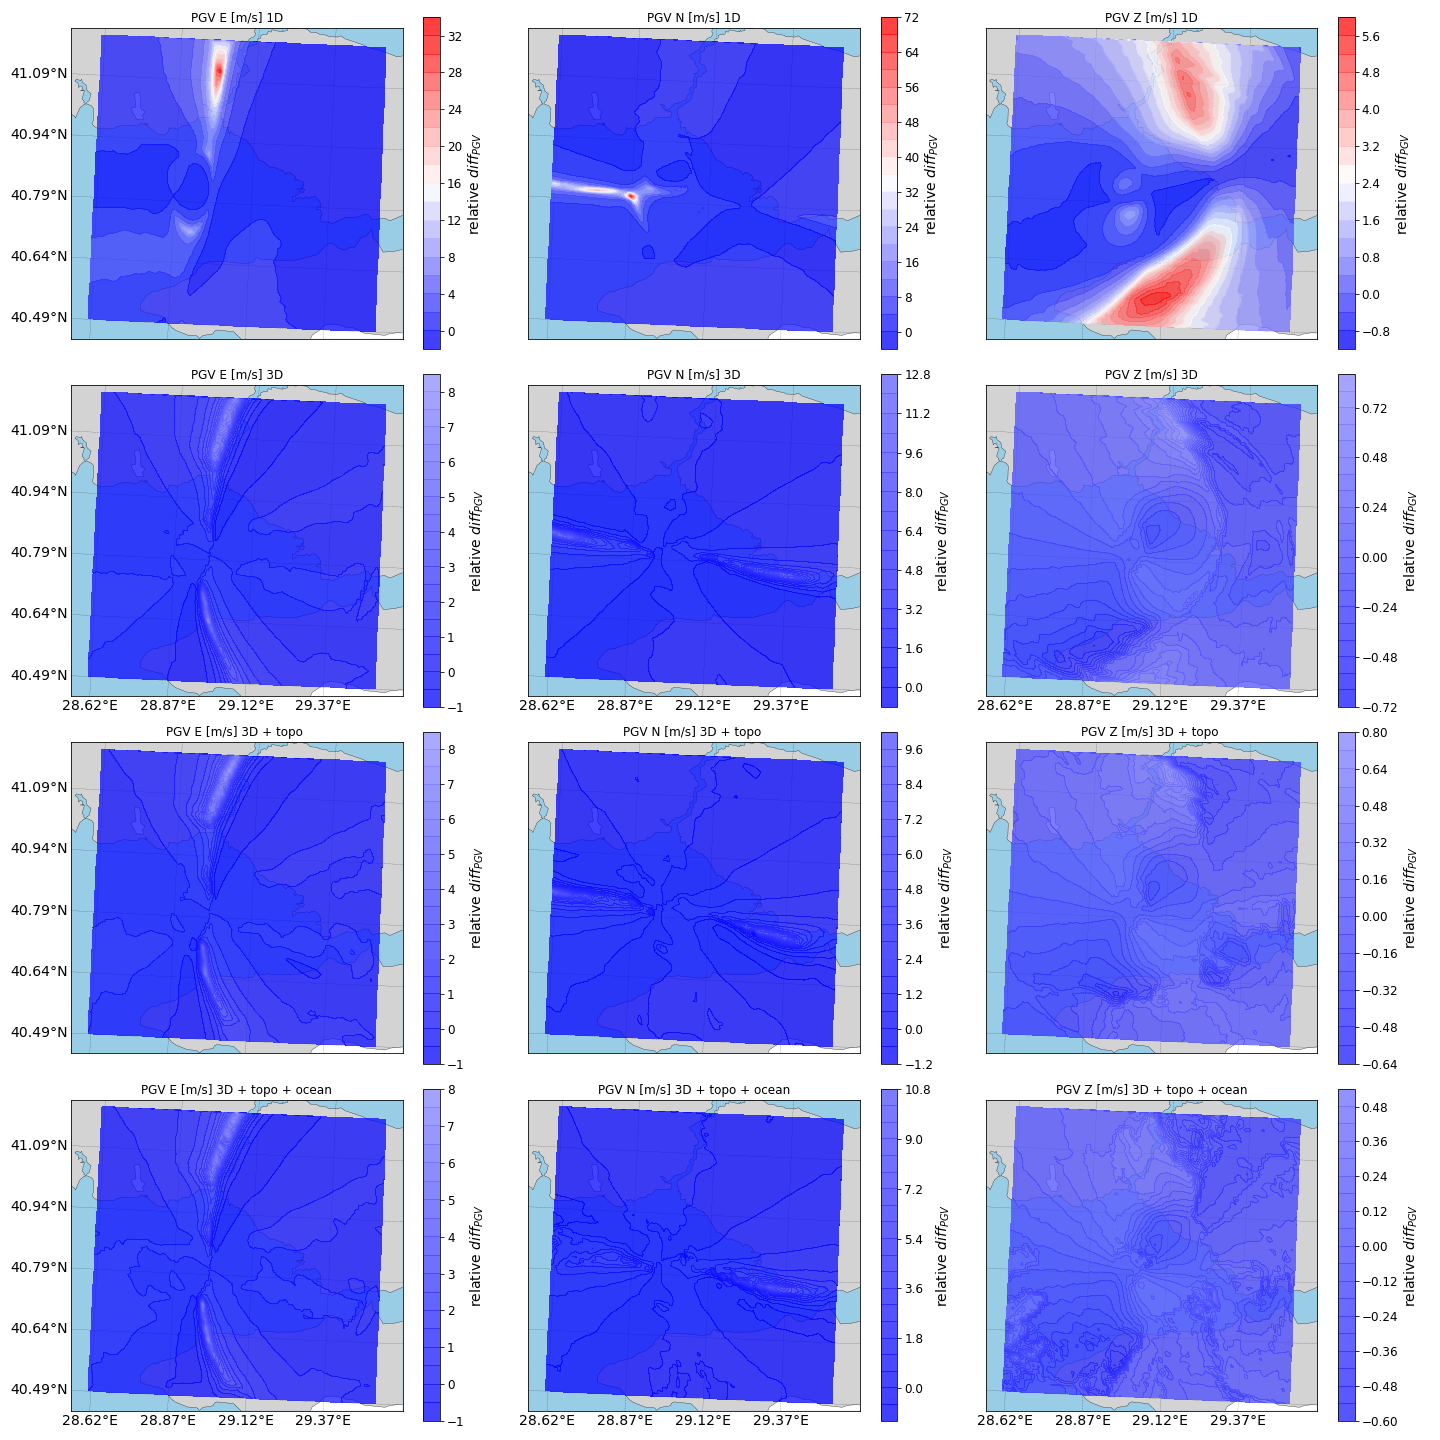 PGV E [m/s] 1D
PGV N [m/s] 1D
PGV Z [m/s] 1D
41.09°N
40.94°N
40.79°N
40.64°N
40.49°N
32
28
24
20
16
12
8
4
0
relative diff_PGV
72
64
56
48
40
32
24
16
8
0
relative diff_PGV
5.6
4.8
4.0
3.2
2.4
1.6
0.8
0.0
−0.8
relative diff_PGV
PGV E [m/s] 3D
PGV N [m/s] 3D
PGV Z [m/s] 3D
41.09°N
40.94°N
40.79°N
40.64°N
40.49°N
28.62°E 28.87°E 29.12°E 29.37°E
8
7
6
5
4
3
2
1
0
−1
relative diff_PGV
28.62°E 28.87°E 29.12°E 29.37°E
12.8
11.2
9.6
8.0
6.4
4.8
3.2
1.6
0.0
relative diff_PGV
28.62°E 28.87°E 29.12°E 29.37°E
0.72
0.48
0.24
0.00
−0.24
−0.48
−0.72
relative diff_PGV
PGV E [m/s] 3D + topo
PGV N [m/s] 3D + topo
PGV Z [m/s] 3D + topo
41.09°N
40.94°N
40.79°N
40.64°N
40.49°N
8
7
6
5
4
3
2
1
0
−1
relative diff_PGV
9.6
8.4
7.2
6.0
4.8
3.6
2.4
1.2
0.0
−1.2
relative diff_PGV
0.80
0.64
0.48
0.32
0.16
0.00
−0.16
−0.32
−0.48
−0.64
relative diff_PGV
PGV E [m/s] 3D + topo + ocean
PGV N [m/s] 3D + topo + ocean
PGV Z [m/s] 3D + topo + ocean
41.09°N
40.94°N
40.79°N
40.64°N
40.49°N
28.62°E 28.87°E 29.12°E 29.37°E
8
7
6
5
4
3
2
1
0
−1
relative diff_PGV
28.62°E 28.87°E 29.12°E 29.37°E
10.8
9.0
7.2
5.4
3.6
1.8
0.0
relative diff_PGV
28.62°E 28.87°E 29.12°E 29.37°E
0.48
0.36
0.24
0.12
0.00
−0.12
−0.24
−0.36
−0.48
−0.60
relative diff_PGV